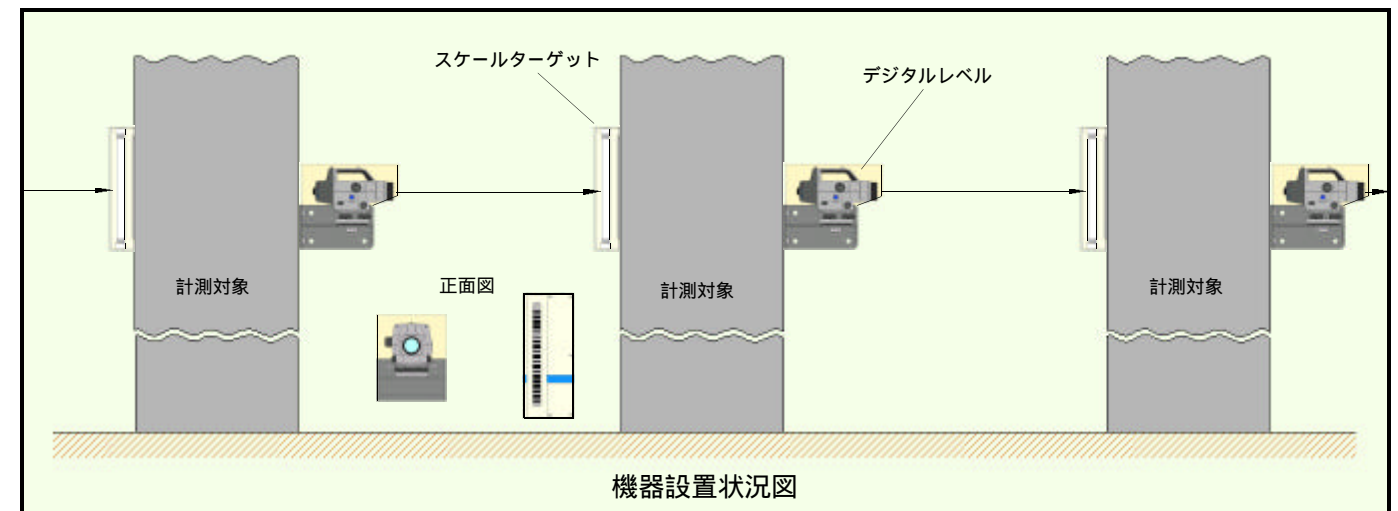 スケールターゲット
デジタルレベル
計測対象
正面図
計測対象
計測対象
機器設置状況図